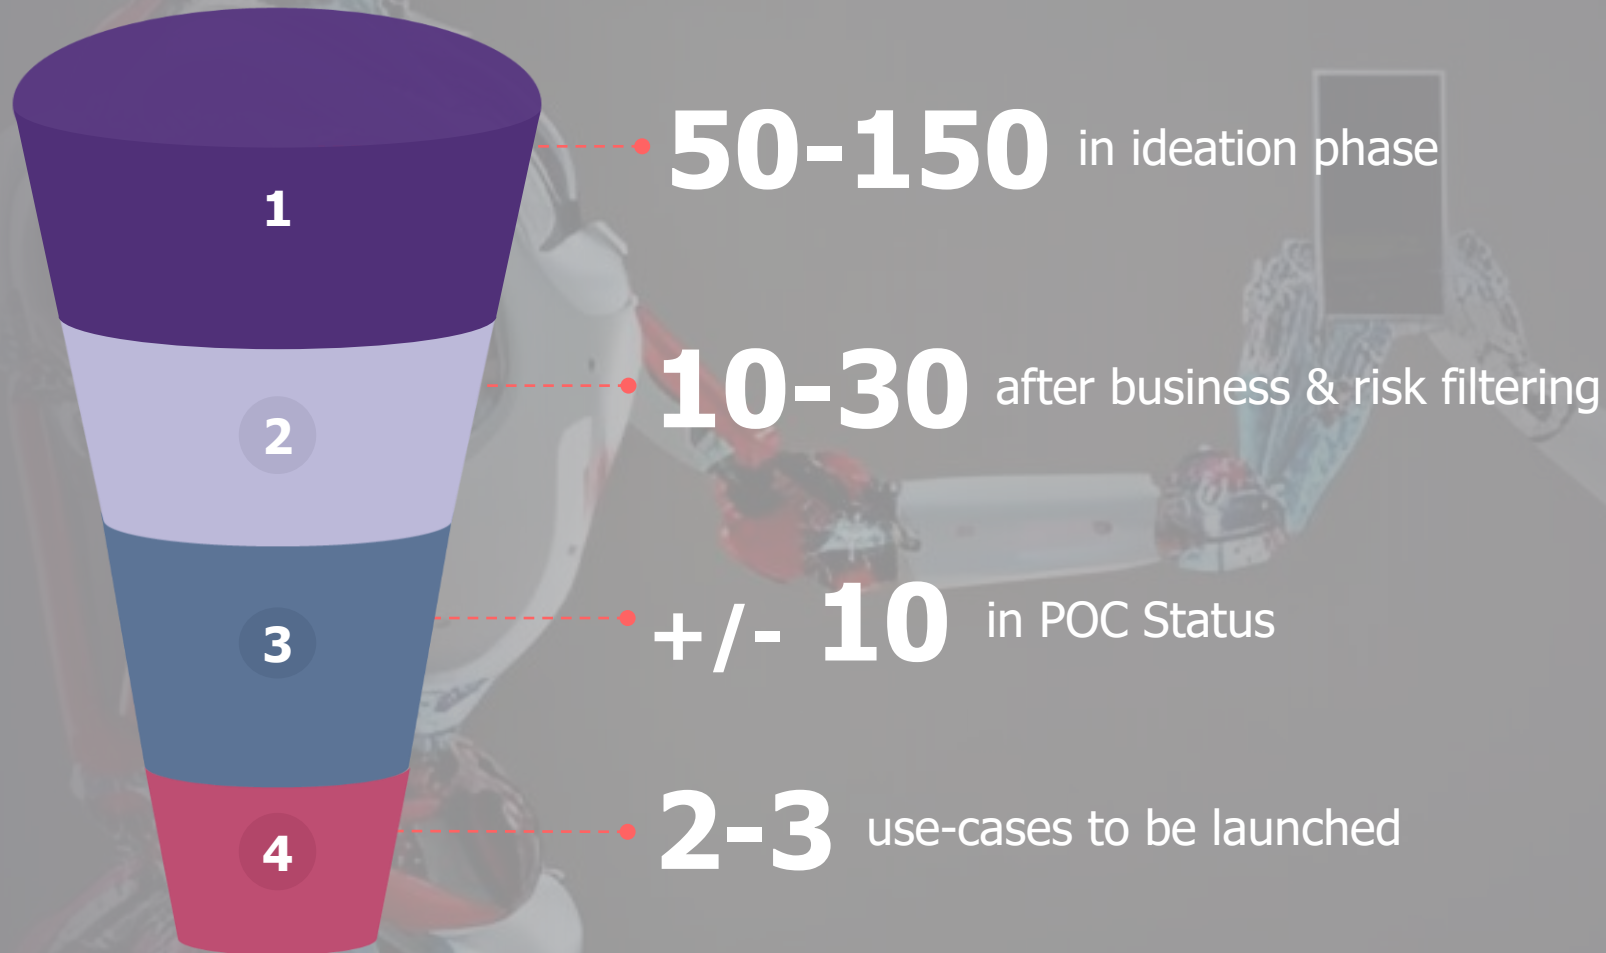 1
50-150 in ideation phase
2
10-30 after business & risk filtering
3
+/- 10 in POC Status
4
2-3 use-cases to be launched